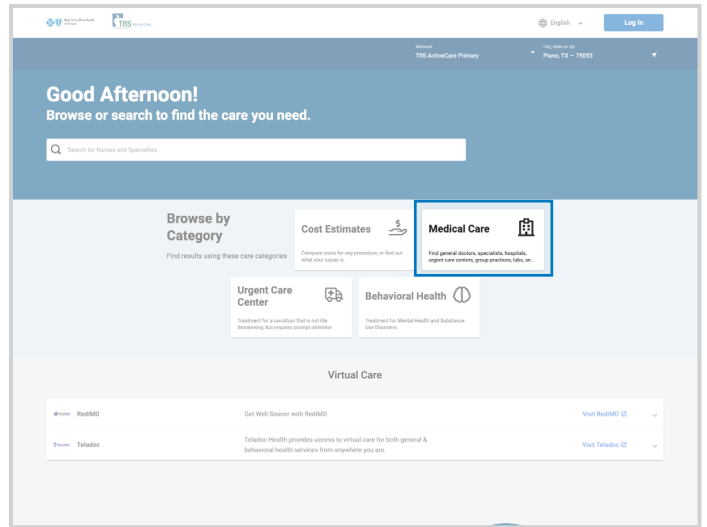 TRS
English
Log In
Network
TRS-ActiveCare Primary
City, state or zip
Plano, TX – 75093
Good Afternoon!
Browse or search to find the care you need.
Search for Names and Specialties
Browse by
Category
Find results using these care categories
Cost Estimates
Compare costs for any procedure, or find out
what your copay is.
Medical Care
Find general doctors, specialists, hospitals,
urgent care centers, group practices, labs, an...
Urgent Care
Center
Treatment for a condition that is not life
threatening, but requires prompt attention
Behavioral Health
Treatment for Mental Health and Substance
Use Disorders
Virtual Care
RediMD
Get Well Sooner with RediMD
Visit RediMD
Teladoc
Teladoc Health provides access to virtual care for both general &
behavioral health services from anywhere you are.
Visit Teladoc